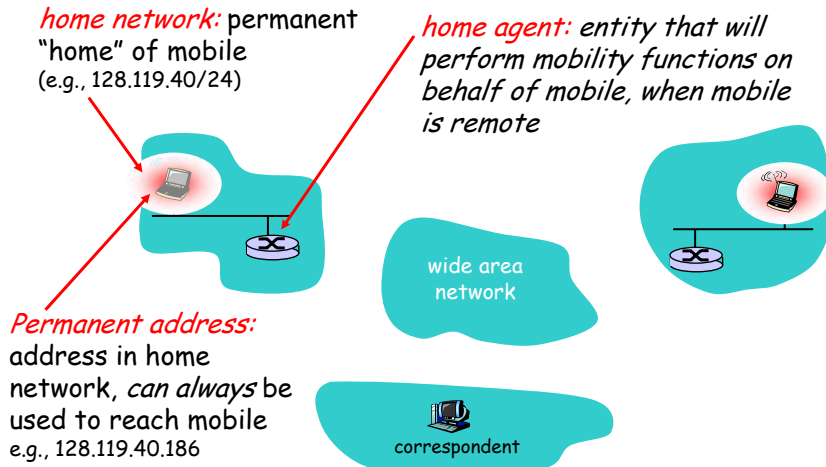 home network: permanent
“home” of mobile
(e.g., 128.119.40/24)
home agent: entity that will
perform mobility functions on
behalf of mobile, when mobile
is remote
wide area
network
Permanent address:
address in home
network, can always be
used to reach mobile
e.g., 128.119.40.186
correspondent